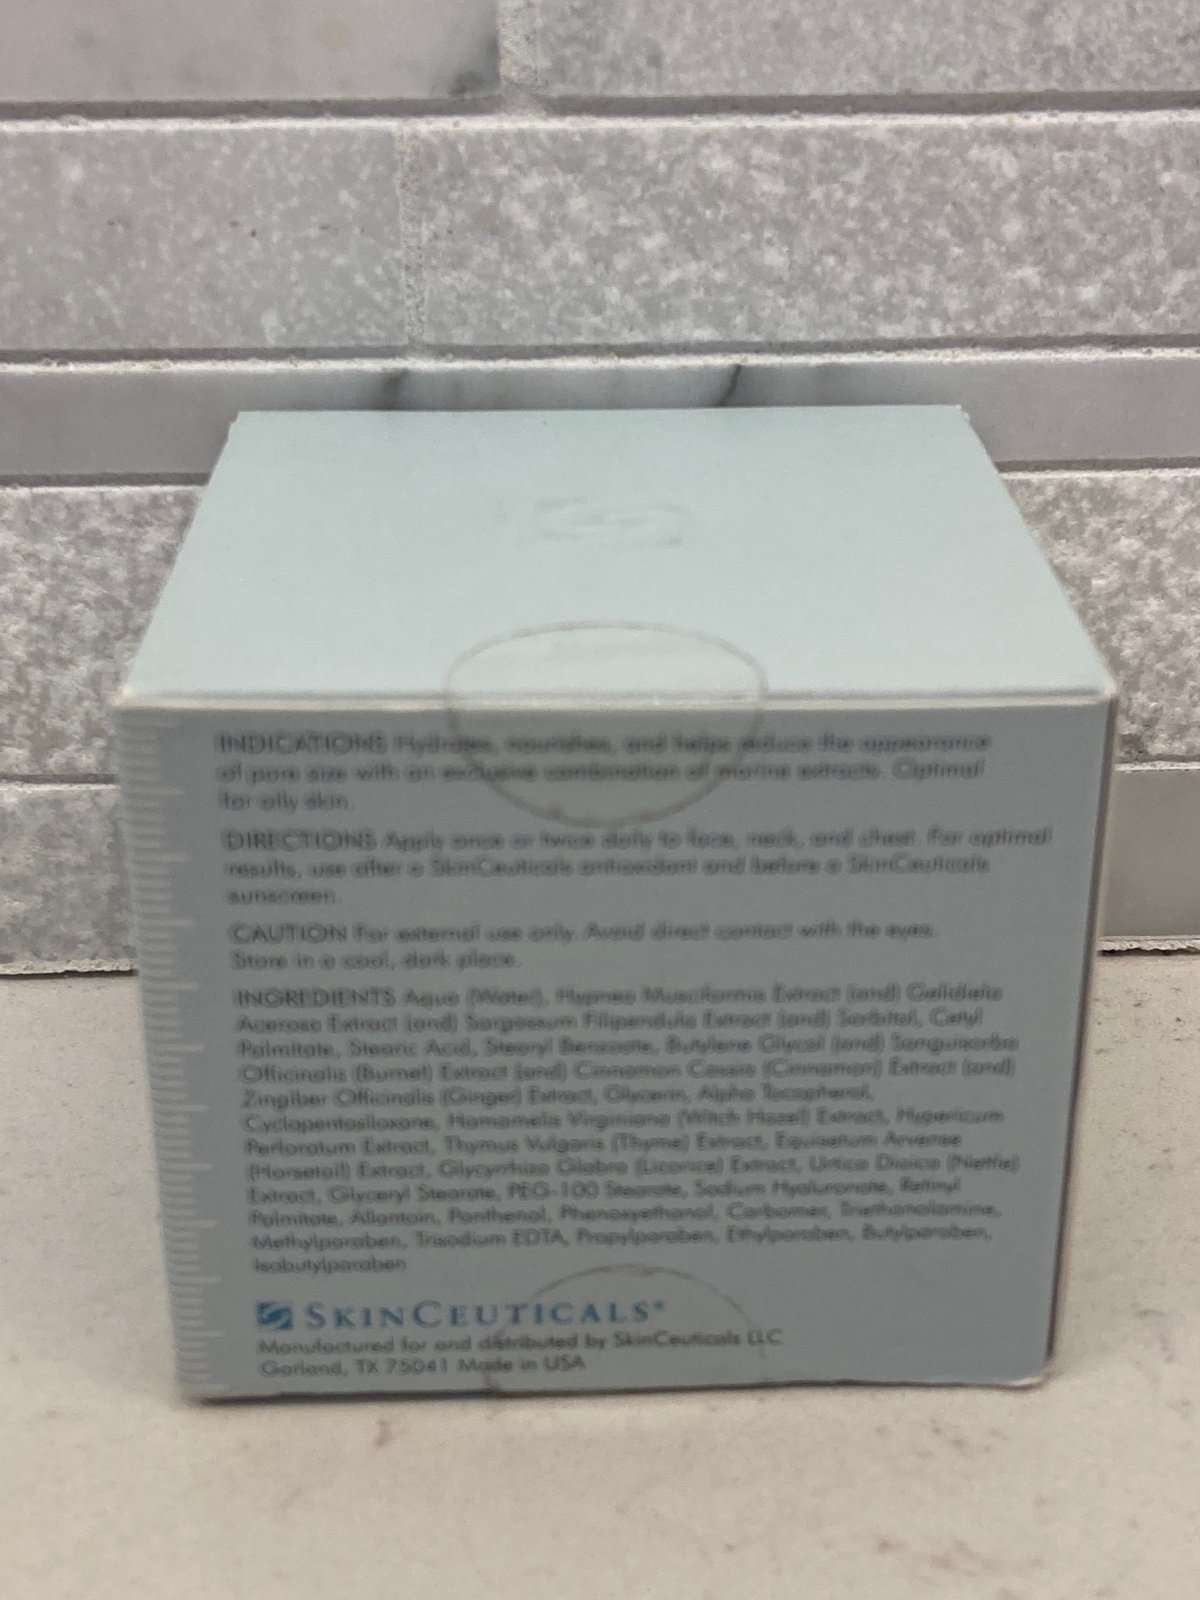 INDICATIONS Hydrates, nourishes, and helps reduce the appearance
of pore size with an exclusive combination of marine extracts. Optimal
for oily skin.
DIRECTIONS Apply once or twice daily to face, neck, and chest. For optimal
results, use after a SkinCeuticals antioxidant and before a SkinCeuticals
sunscreen.
CAUTION For external use only. Avoid direct contact with the eyes.
Store in a cool, dark place.
INGREDIENTS Aqua (Water), Hypnea Musciformis Extract (and) Gelidiella
Acerosa Extract (and) Sargassum Filipendula Extract (and) Sorbitol, Cetyl
Palmitate, Stearic Acid, Stearyl Benzoate, Butylene Glycol (and) Sanguisorba
Officinalis (Burnet) Extract (and) Cinnamon Cassia (Cinnamon) Extract (and)
Zingiber Officinalis (Ginger) Extract, Glycerin, Alpha Tocopherol,
Cyclopentasiloxane, Hamamelis Virginiana (Witch Hazel) Extract, Hypericum
Perforatum Extract, Thymus Vulgaris (Thyme) Extract, Equisetum Arvense
(Horsetail) Extract, Glycyrrhiza Glabra (Licorice) Extract, Urtica Dioica (Nettle)
Extract, Glyceryl Stearate, PEG-100 Stearate, Sodium Hyaluronate, Retinyl
Palmitate, Allantoin, Panthenol, Phenoxyethanol, Carbomer, Triethanolamine,
Methylparaben, Trisodium EDTA, Propylparaben, Ethylparaben, Butylparaben,
Isobutylparaben
SKINCEUTICALS®
Manufactured for and distributed by SkinCeuticals LLC
Garland, TX 75041 Made in USA